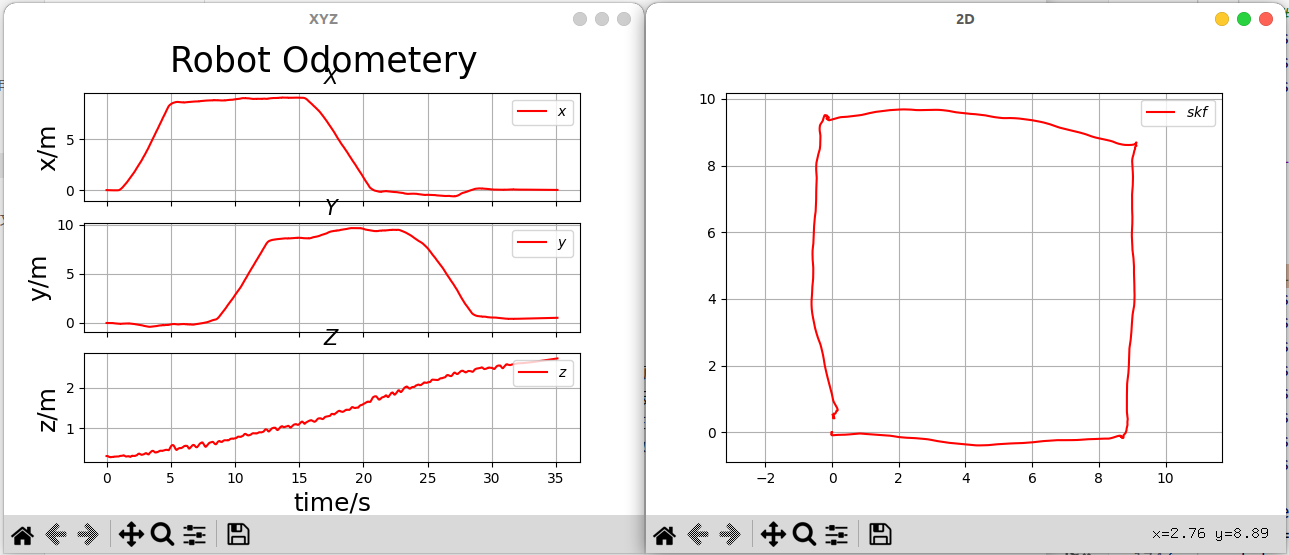 XYZ
Robot Odometery
X
x/m
5
0
x
Y
y/m
10
5
0
y
Z
z/m
2
1
z
0 5 10 15 20 25 30 35
time/s
2D
10
8
6
4
2
0
skf
−2 0 2 4 6 8 10
x=2.76 y=8.89